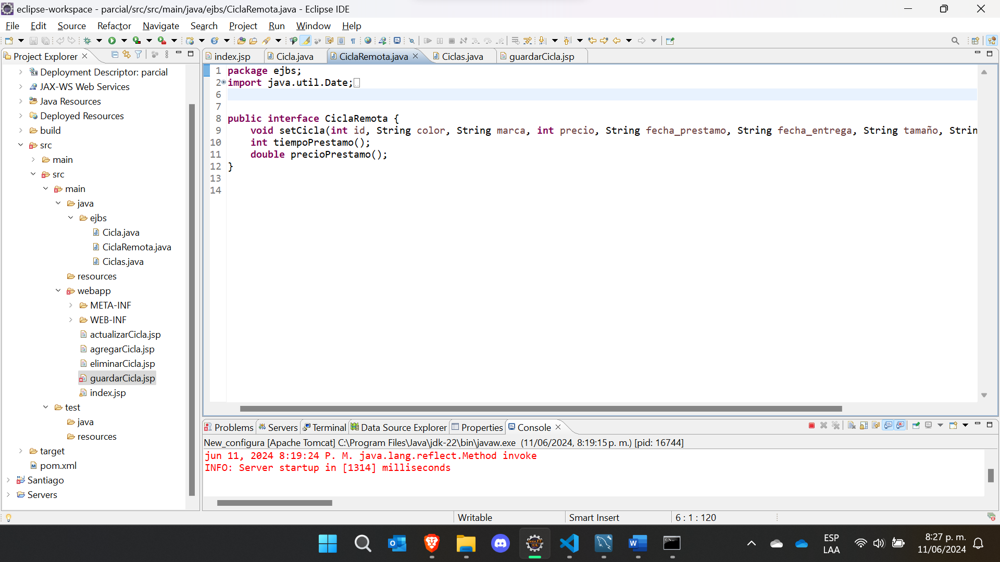 eclipse-workspace - parcial/src/src/main/java/ejbs/CiclaRemota.java - Eclipse IDE
File Edit Source Refactor Navigate Search Project Run Window Help
Project Explorer
Deployment Descriptor: parcial
JAX-WS Web Services
Java Resources
Deployed Resources
build
src
main
src
main
java
ejbs
Cicla.java
CiclaRemota.java
Ciclas.java
resources
webapp
META-INF
WEB-INF
actualizarCicla.jsp
agregarCicla.jsp
eliminarCicla.jsp
guardarCicla.jsp
index.jsp
test
java
resources
target
pom.xml
Santiago
Servers
index.jsp Cicla.java CiclaRemota.java Ciclas.java guardarCicla.jsp
1 package ejbs;
2 import java.util.Date;
6
7
8 public interface CiclaRemota {
9 void setCicla(int id, String color, String marca, int precio, String fecha_prestamo, String fecha_entrega, String tamaño, Strin
10 int tiempoPrestamo();
11 double precioPrestamo();
12 }
13
14
Problems Servers Terminal Data Source Explorer Properties Console
New_configura [Apache Tomcat] C:\Program Files\Java\jdk-22\bin\javaw.exe (11/06/2024, 8:19:15 p. m.) [pid: 16744]
jun 11, 2024 8:19:24 P. M. java.lang.reflect.Method invoke
INFO: Server startup in [1314] milliseconds
Writable Smart Insert 6 : 1 : 120
ESP
LAA
8:27 p. m.
11/06/2024